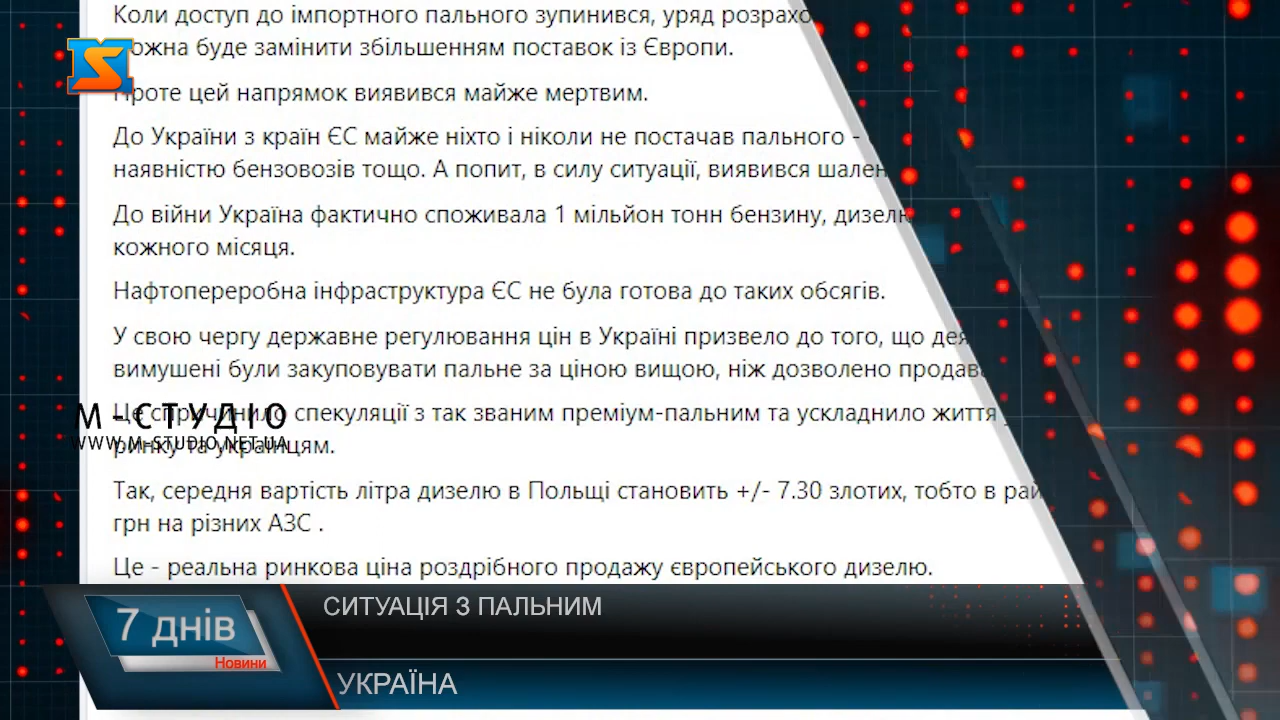 Коли доступ до імпортного пального зупинився, уряд
можна буде замінити збільшенням поставок із Європи.
Проте цей напрямок виявився майже мертвим.
До України з країн ЄС майже ніхто і ніколи не постачав пального -
наявністю бензовозів тощо. А попит, в силу ситуації, виявився
До війни Україна фактично споживала 1 мільйон тонн бензину,
кожного місяця.
Нафтопереробна інфраструктура ЄС не була готова до таких обсягів.
У свою чергу державне регулювання цін в Україні призвело до того, що
вимушені були закуповувати пальне за ціною вищою, ніж дозволено
Це спричинило спекуляції з так званим преміум-пальним та ускладнило життя
М-СТУДІО
WWW.M-STUDIO.NET.UA
ринку та українцям.
Так, середня вартість літра дизелю в Польщі становить +/- 7.30 злотих, тобто в
грн на різних АЗС .
Це - реальна ринкова ціна роздрібного продажу європейського дизелю.
7 днів
Новини
СИТУАЦІЯ З ПАЛЬНИМ
УКРАЇНА